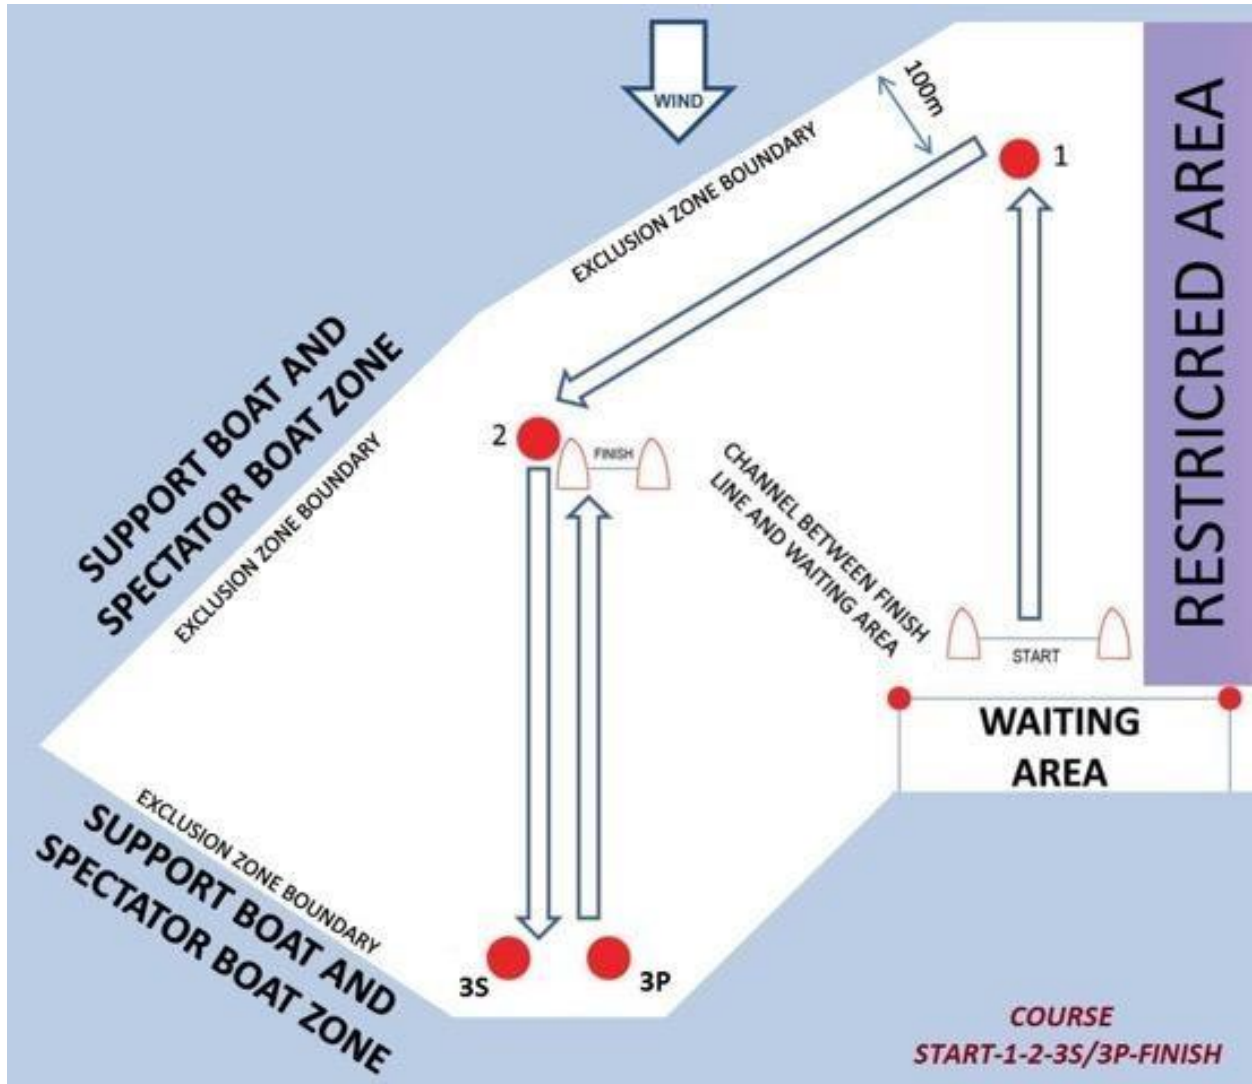 WIND
100m
1
EXCLUSION ZONE BOUNDARY
RESTRICRED AREA
SUPPORT BOAT AND
SPECTATOR BOAT ZONE
EXCLUSION ZONE BOUNDARY
2
FINISH
CHANNEL BETWEEN FINISH
LINE AND WAITING AREA
START
WAITING
AREA
EXCLUSION ZONE BOUNDARY
SUPPORT BOAT AND
SPECTATOR BOAT ZONE
3S
3P
COURSE
START-1-2-3S/3P-FINISH